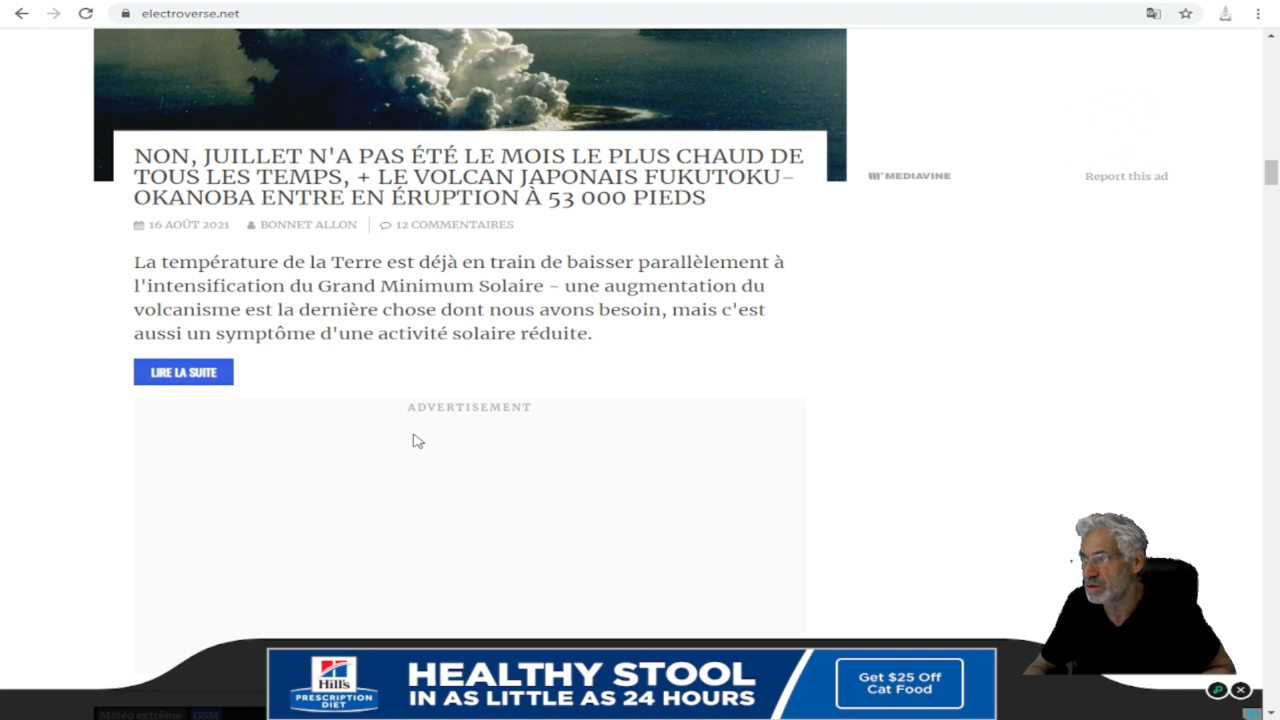 electroverse.net
NON, JUILLET N'A PAS ÉTÉ LE MOIS LE PLUS CHAUD DE
TOUS LES TEMPS, + LE VOLCAN JAPONAIS FUKUTOKU-
OKANOBA ENTRE EN ÉRUPTION À 53 000 PIEDS
16 AOÛT 2021 BONNET ALLON 12 COMMENTAIRES
MEDIAVINE Report this ad
La température de la Terre est déjà en train de baisser parallèlement à
l'intensification du Grand Minimum Solaire - une augmentation du
volcanisme est la dernière chose dont nous avons besoin, mais c'est
aussi un symptôme d'une activité solaire réduite.
LIRE LA SUITE
ADVERTISEMENT
Hill's
PRESCRIPTION
DIET
HEALTHY STOOL
IN AS LITTLE AS 24 HOURS
Get $25 Off
Cat Food
Météo extrême GSM